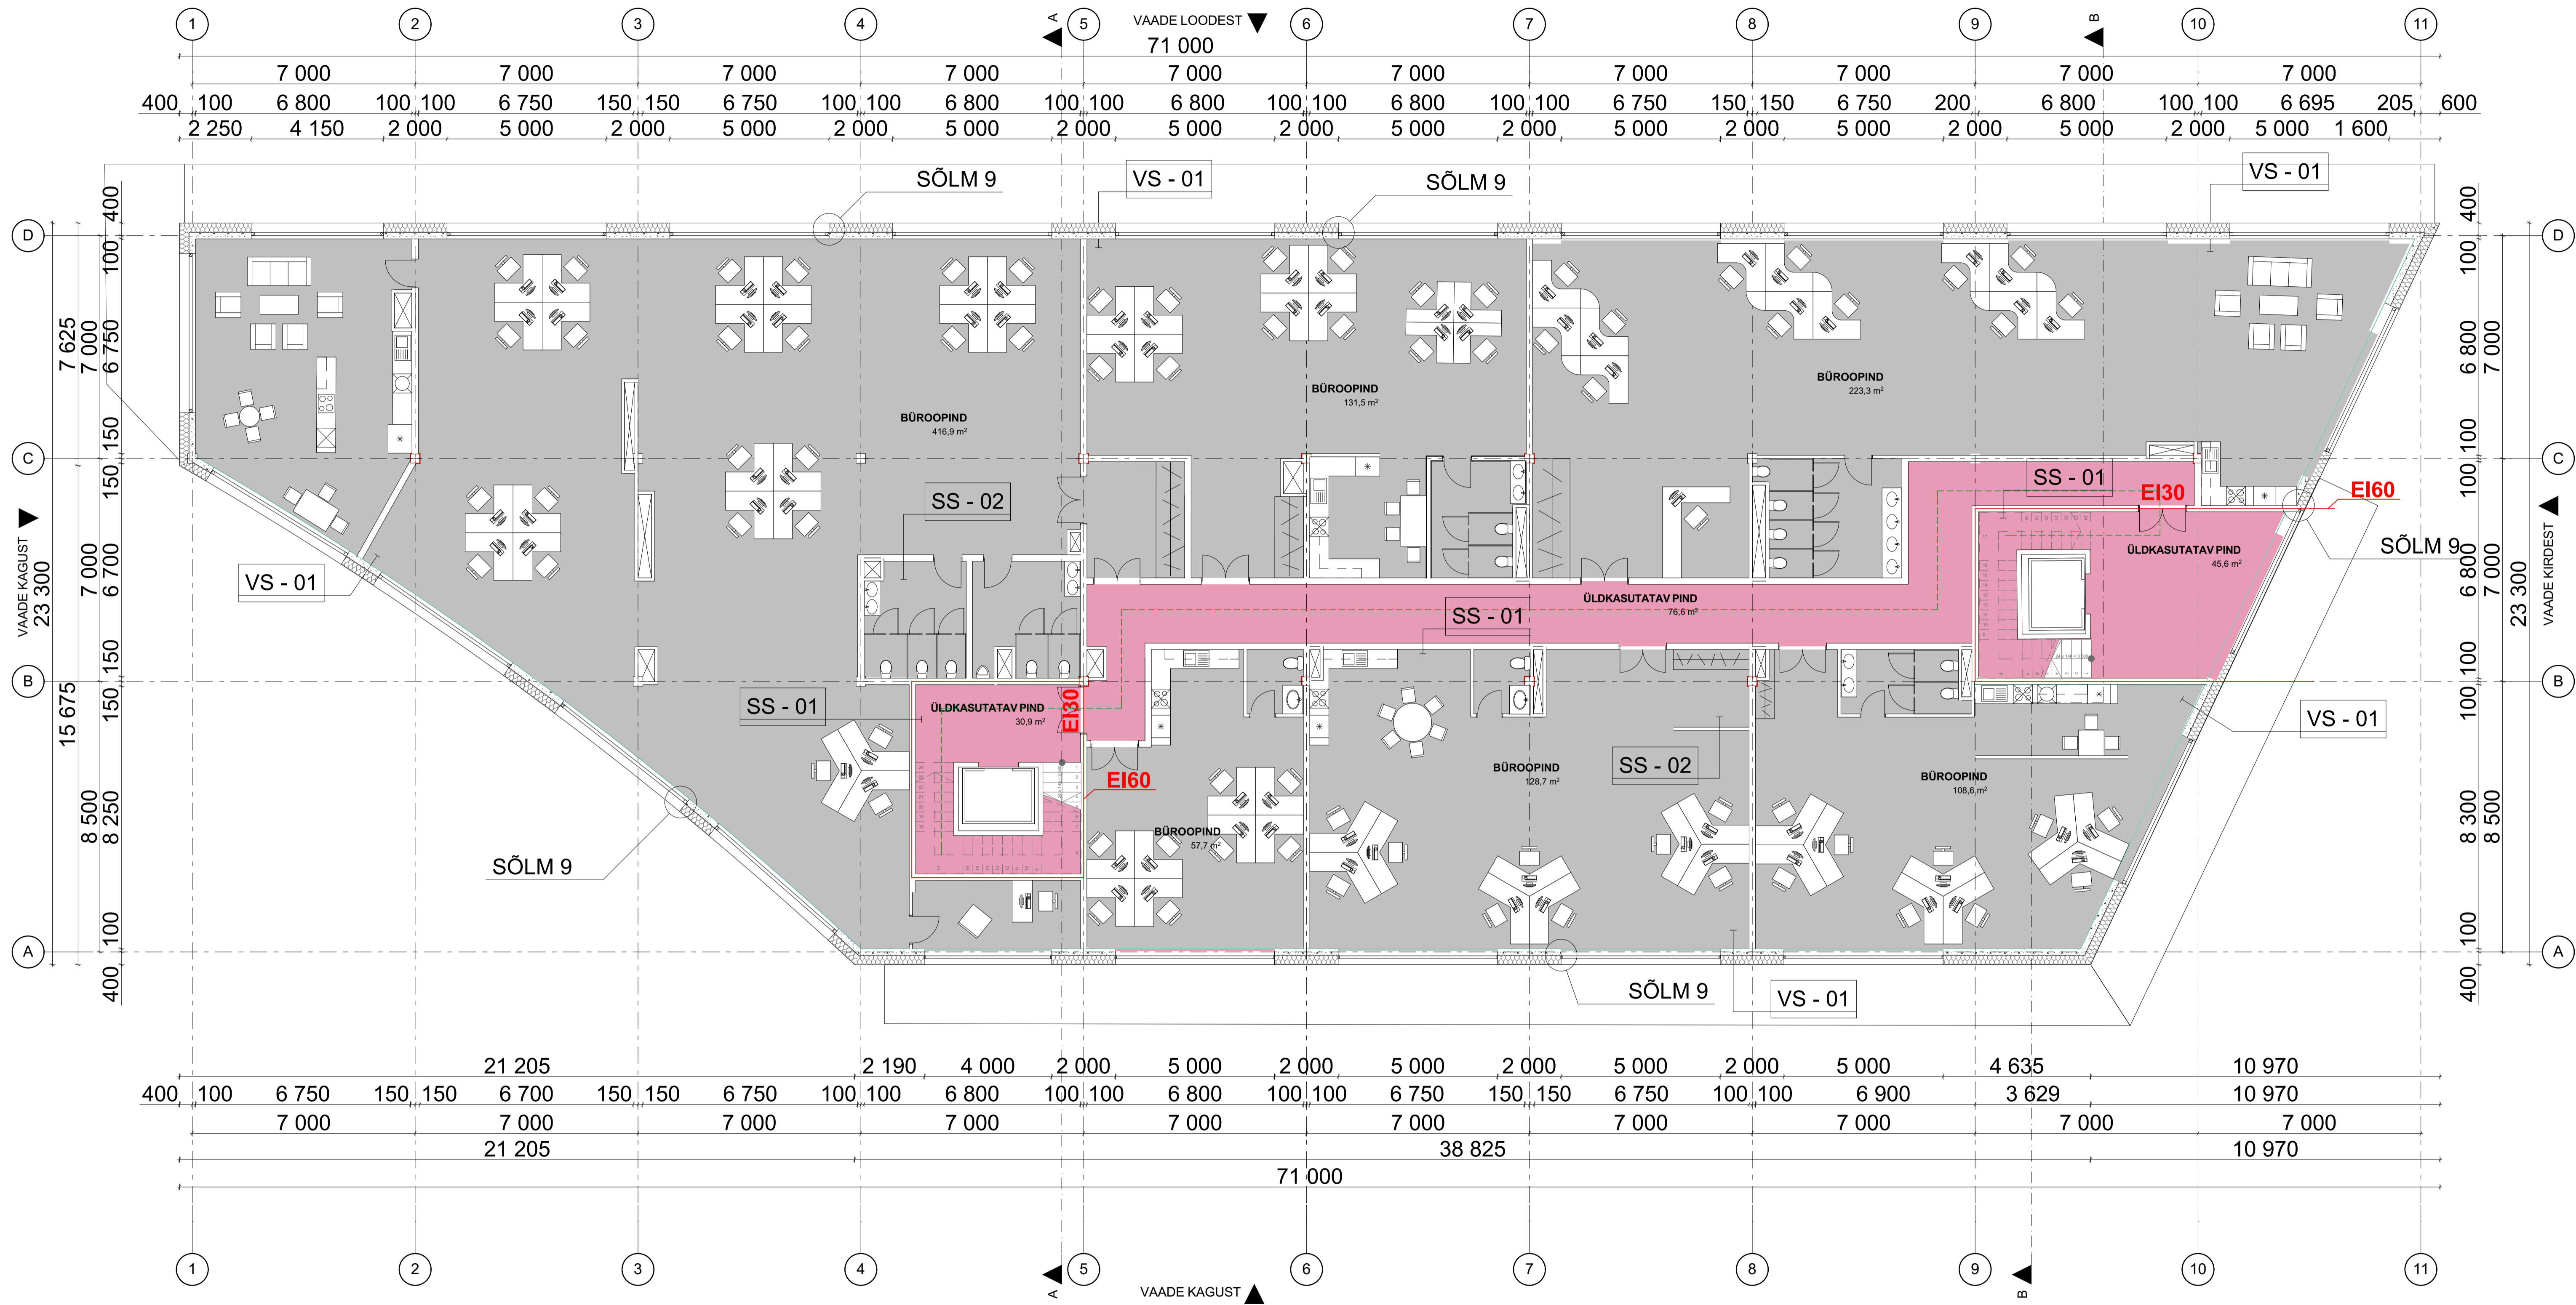 1 2 3 4 5 6 7 8 9 10 11
A VAADE LOODEST B
71 000
7 000 7 000 7 000 7 000 7 000 7 000 7 000 7 000 7 000 7 000
400 100 6 800 100 100 6 750 150 150 6 750 100 100 6 800 100 100 6 800 100 100 6 800 100 100 6 750 150 150 6 750 200 6 800 100 100 6 695 205 600
2 250 4 150 2 000 5 000 2 000 5 000 2 000 5 000 2 000 5 000 2 000 5 000 2 000 5 000 2 000 5 000 2 000 5 000 2 000 5 000 1 600
SÕLM 9
VS - 01
SÕLM 9
VS - 01
D
C
B
A
VAADE KAGUST
23 300
7 625
15 675
7 000
7 000
8 500
400
100
6 750
150
150
6 700
150
150
8 250
100
400
BÜROOPIND
416,9 m²
BÜROOPIND
131,5 m²
BÜROOPIND
223,3 m²
SS - 02
SS - 01
EI30
EI60
ÜLDKASUTATAV PIND
45,6 m²
SÕLM 9
VS - 01
ÜLDKASUTATAV PIND
76,6 m²
SS - 01
SS - 01
ÜLDKASUTATAV PIND
30,9 m²
EI30
EI60
VS - 01
SS - 02
BÜROOPIND
128,7 m²
BÜROOPIND
108,6 m²
BÜROOPIND
57,7 m²
SÕLM 9
SÕLM 9
VS - 01
D
C
B
A
400
100
6 800
100
100
6 800
100
100
8 300
100
400
7 000
7 000
8 500
23 300
VAADE KIRDEST
21 205 2 190 4 000 2 000 5 000 2 000 5 000 2 000 5 000 2 000 5 000 4 635 10 970
400 100 6 750 150 150 6 700 150 150 6 750 100 100 6 800 100 100 6 800 100 100 6 750 150 150 6 750 100 100 6 900 3 629 10 970
7 000 7 000 7 000 7 000 7 000 7 000 7 000 7 000 7 000 7 000
21 205 38 825 10 970
71 000
1 2 3 4 5 6 7 8 9 10 11
A VAADE KAGUST B